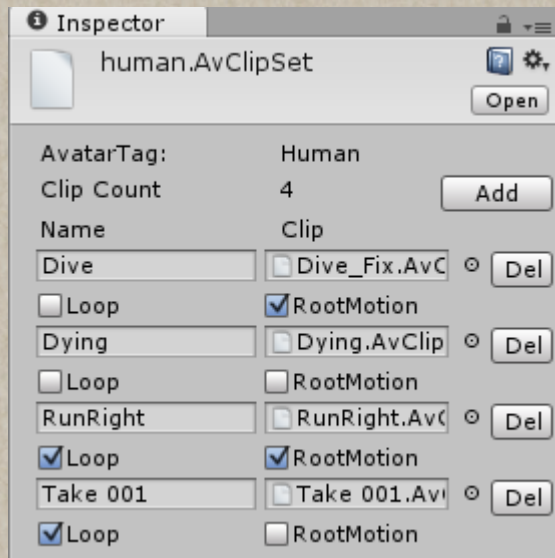 Inspector
human.AvClipSet
Open
AvatarTag: Human
Clip Count 4 Add
Name Clip
Dive Dive_Fix.AvC Del
Loop RootMotion
Dying Dying.AvClip Del
Loop RootMotion
RunRight RunRight.Av Del
Loop RootMotion
Take 001 Take 001.Av Del
Loop RootMotion